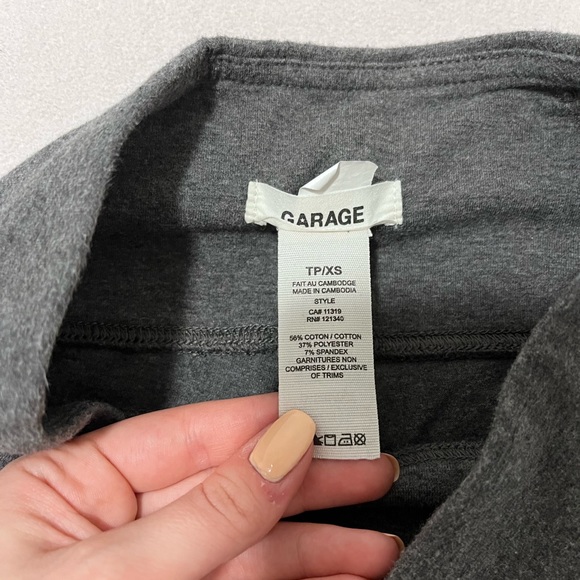 GARAGE
TP/XS
FAIT AU CAMBODGE
MADE IN CAMBODIA
STYLE
CA# 11319
RN# 121340
56% COTON / COTTON
37% POLYESTER
7% SPANDEX
GARNITURES NON
COMPRISES / EXCLUSIVE
OF TRIMS